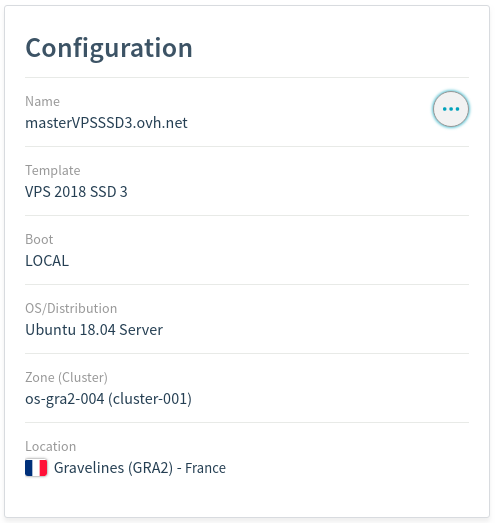 Configuration
Name
masterVPSSSD3.ovh.net
Template
VPS 2018 SSD 3
Boot
LOCAL
OS/Distribution
Ubuntu 18.04 Server
Zone (Cluster)
os-gra2-004 (cluster-001)
Location
Gravelines (GRA2) - France